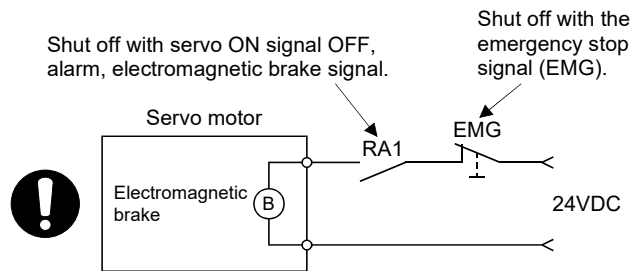 Shut off with servo ON signal OFF,
alarm, electromagnetic brake signal.
Shut off with the
emergency stop
signal (EMG).
Servo motor
RA1
EMG
Electromagnetic
brake
B
24VDC